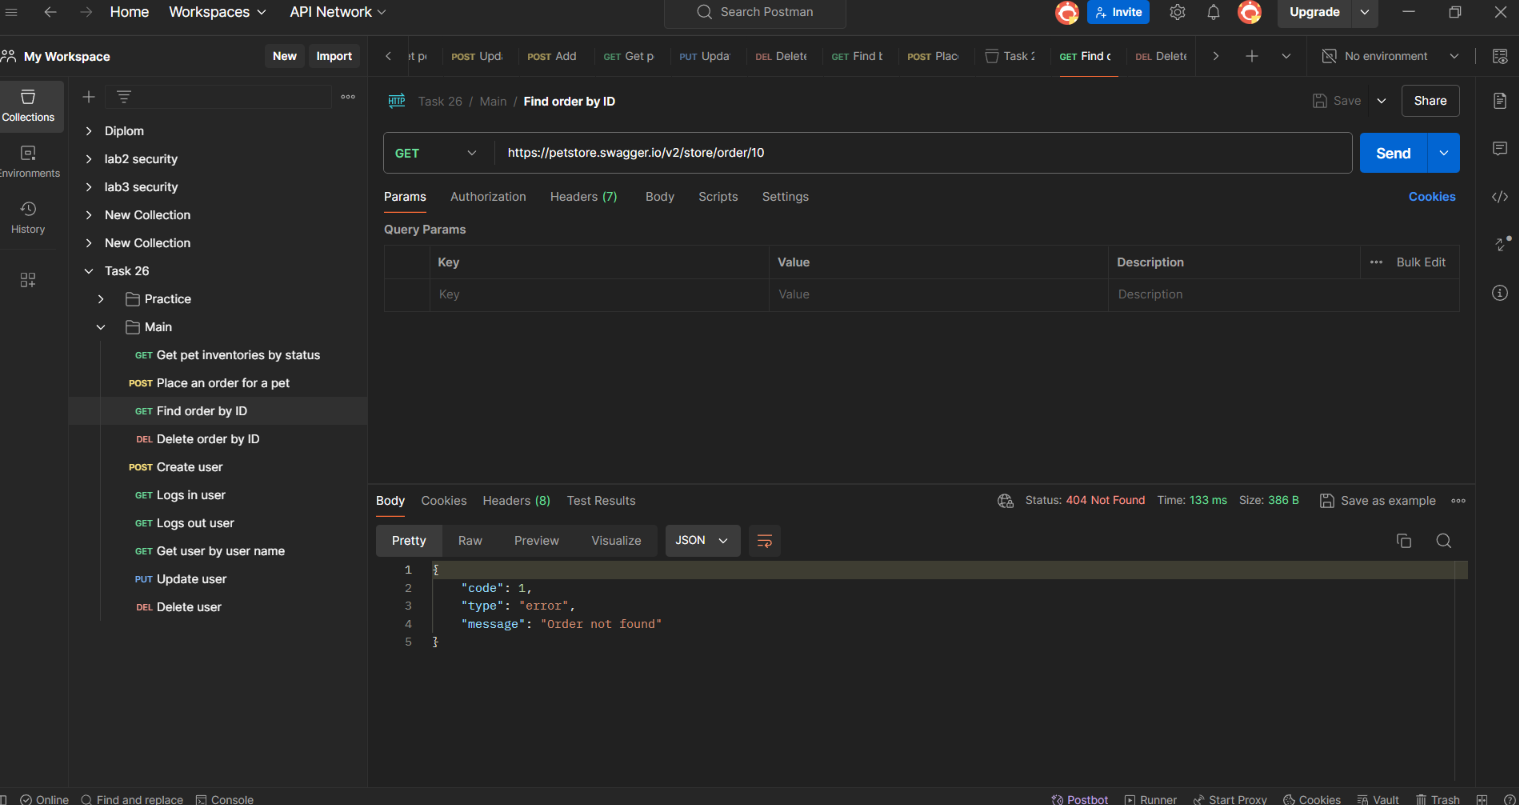 Home Workspaces API Network Search Postman Invite Upgrade
My Workspace New Import
et p POST Upd POST Add GET Get p PUT Upda DEL Delete GET Find b POST Plac Task 2 GET Find o DEL Delete No environment
Collections
Environments
History
Diplom
lab2 security
lab3 security
New Collection
New Collection
Task 26
Practice
Main
GET Get pet inventories by status
POST Place an order for a pet
GET Find order by ID
DEL Delete order by ID
POST Create user
GET Logs in user
GET Logs out user
GET Get user by user name
PUT Update user
DEL Delete user
HTTP Task 26 / Main / Find order by ID Save Share
GET https://petstore.swagger.io/v2/store/order/10 Send
Params Authorization Headers (7) Body Scripts Settings Cookies
Query Params
Key Value Description Bulk Edit
Key Value Description
Body Cookies Headers (8) Test Results Status: 404 Not Found Time: 133 ms Size: 386 B Save as example
Pretty Raw Preview Visualize JSON
1 {
2 "code": 1,
3 "type": "error",
4 "message": "Order not found"
5 }
Online Find and replace Console Postbot Runner Start Proxy Cookies Vault Trash